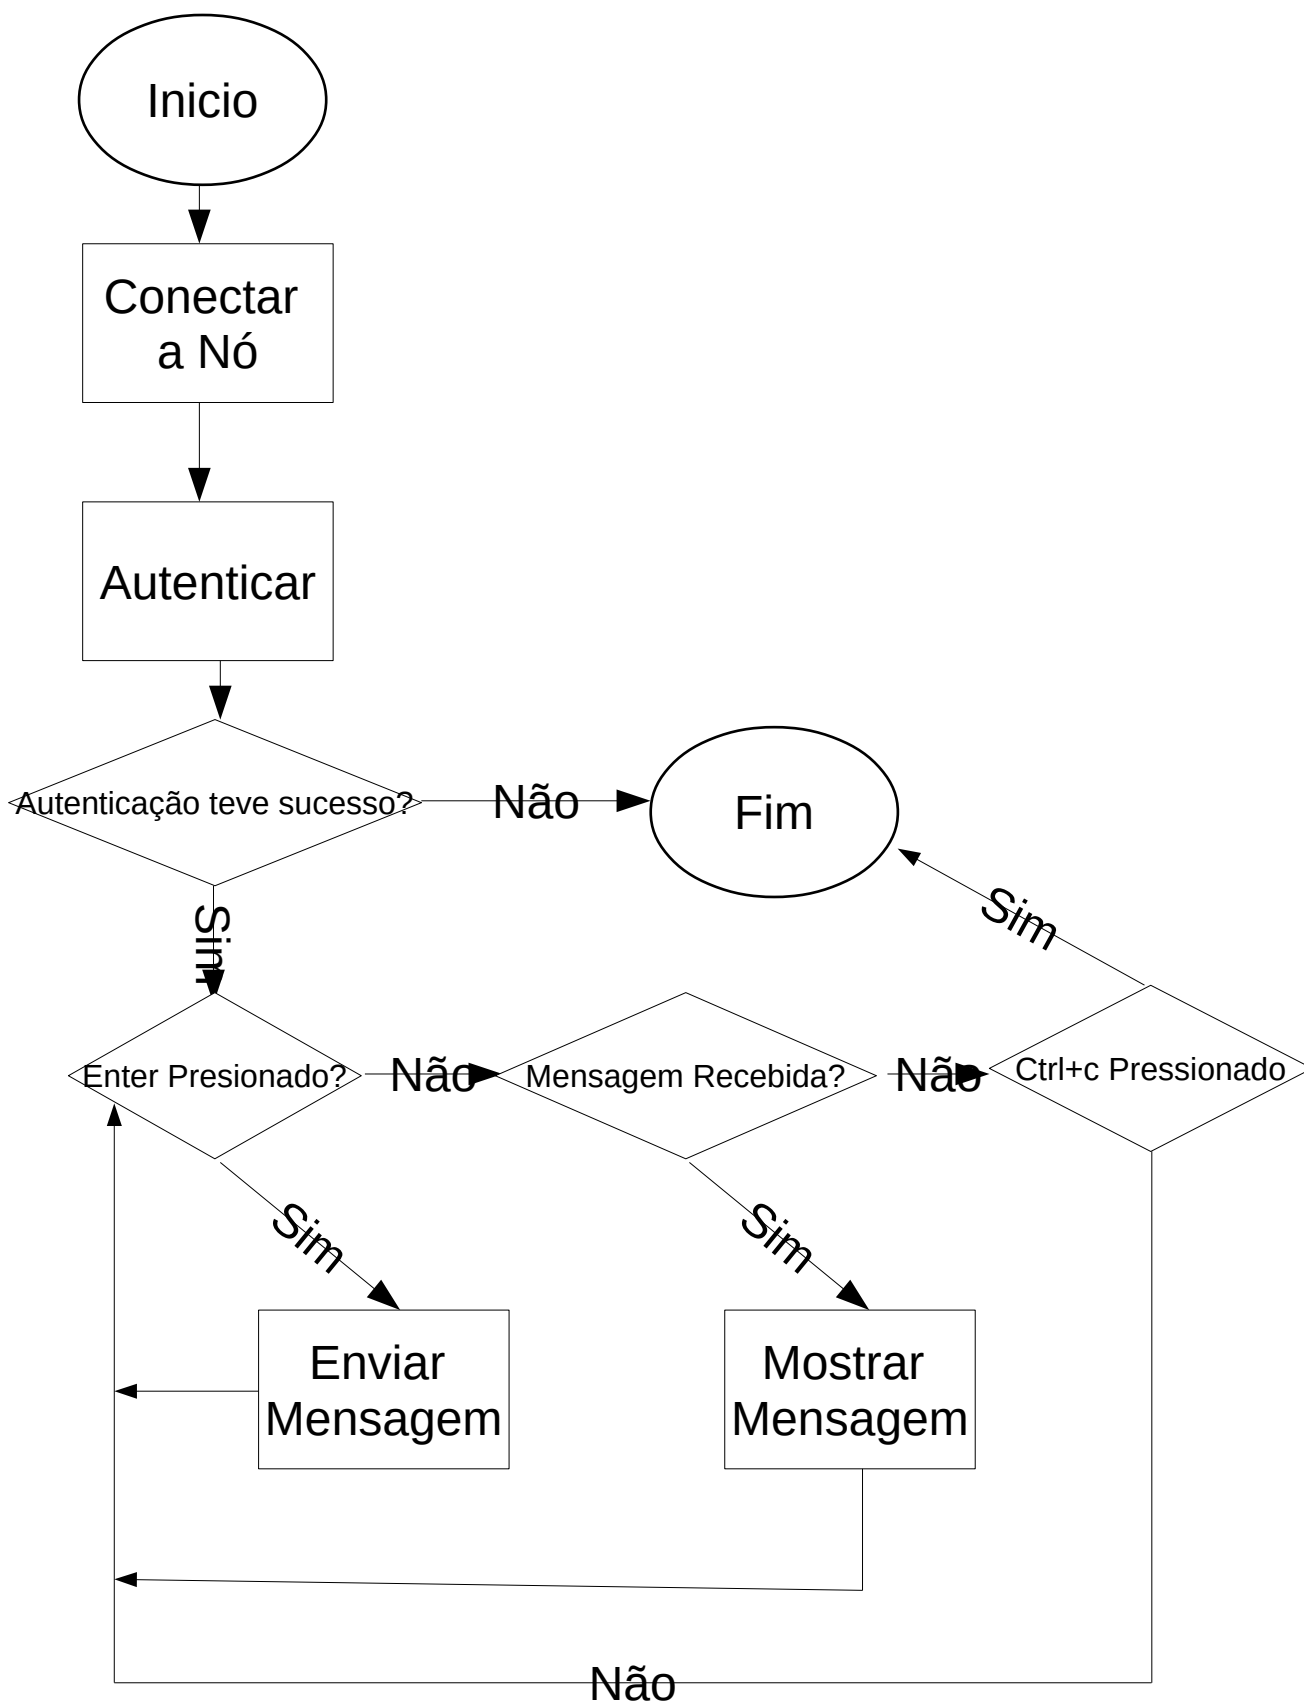 Inicio
Conectar
a Nó
Autenticar
Autenticação teve sucesso?
Não
Fim
Sim
Sim
Enter Presionado?
Não
Mensagem Recebida?
Não
Ctrl+c Pressionado
Sim
Sim
Enviar
Mensagem
Mostrar
Mensagem
Não